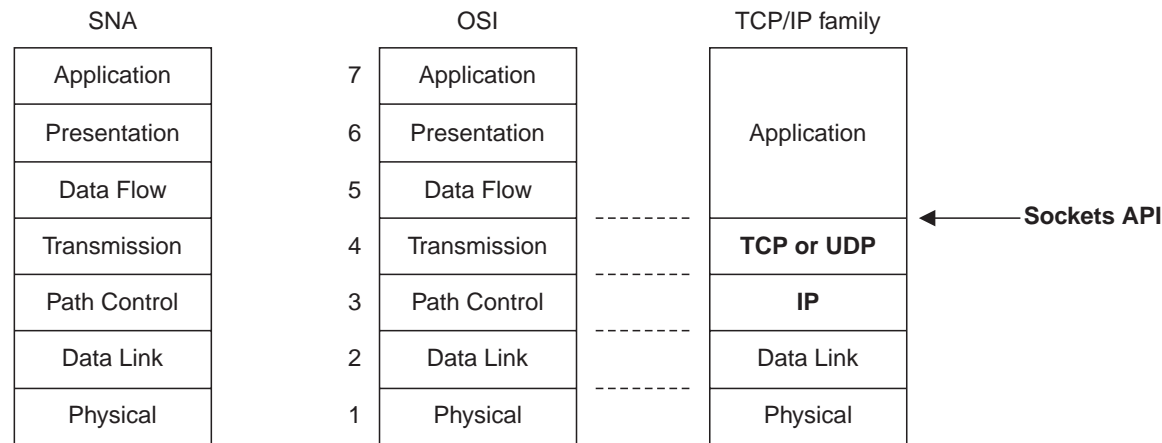 SNA OSI TCP/IP family
Application 7 Application
Presentation 6 Presentation Application
Data Flow 5 Data Flow
Sockets API
Transmission 4 Transmission TCP or UDP
Path Control 3 Path Control IP
Data Link 2 Data Link Data Link
Physical 1 Physical Physical